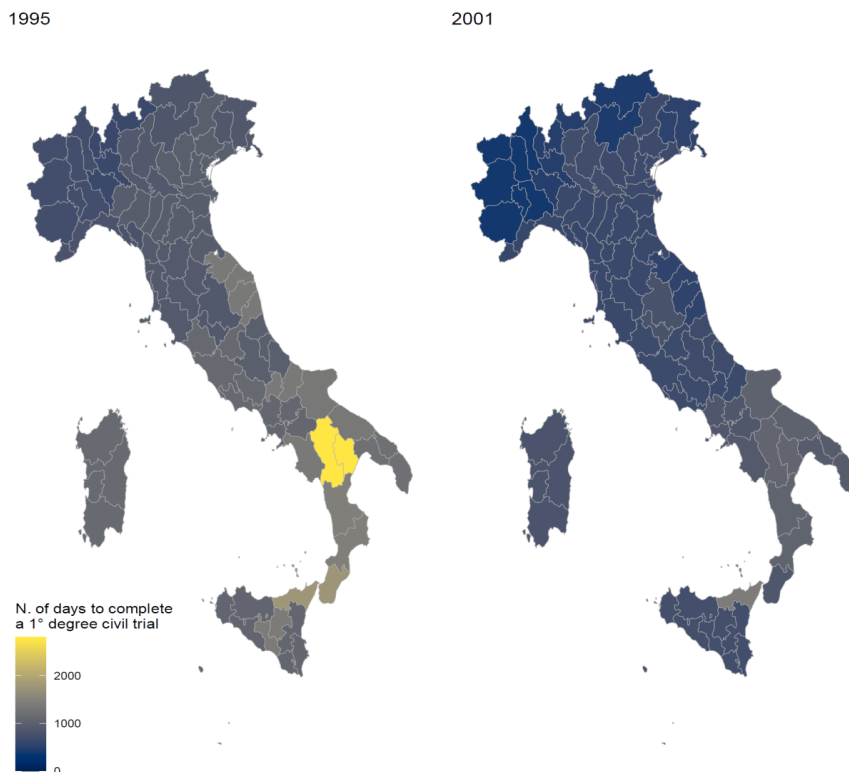 1995
2001
N. of days to complete
a 1° degree civil trial
2000
1000
0